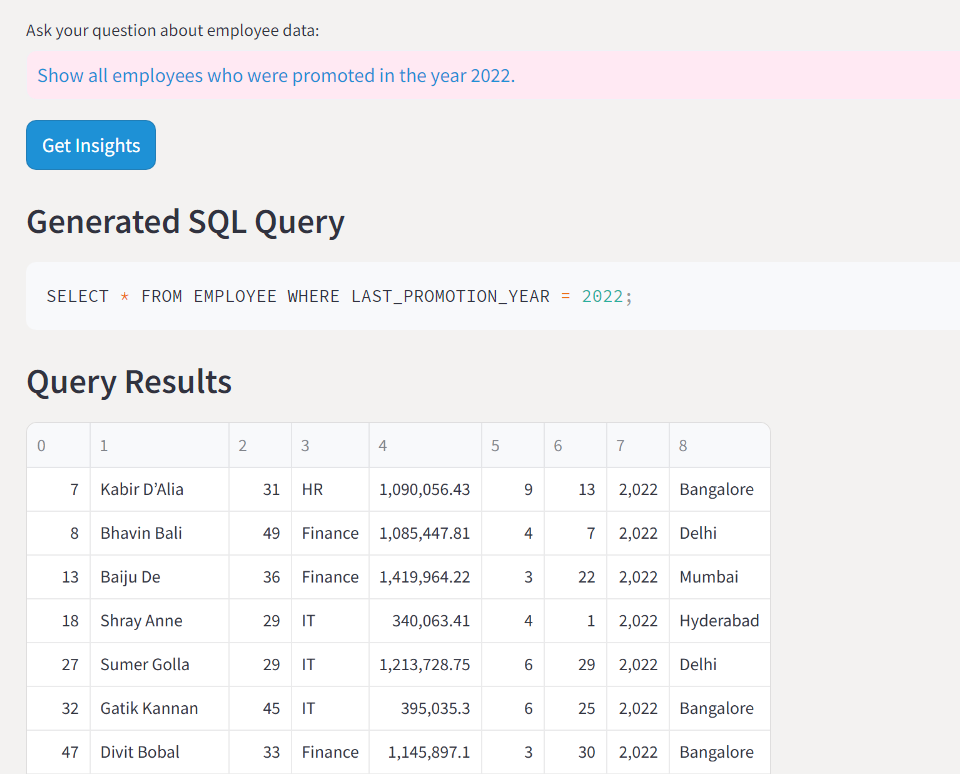 Ask your question about employee data:
Show all employees who were promoted in the year 2022.
Get Insights
Generated SQL Query
SELECT * FROM EMPLOYEE WHERE LAST_PROMOTION_YEAR = 2022;
Query Results
0 1 2 3 4 5 6 7 8
7 Kabir D’Alia 31 HR 1,090,056.43 9 13 2,022 Bangalore
8 Bhavin Bali 49 Finance 1,085,447.81 4 7 2,022 Delhi
13 Baiju De 36 Finance 1,419,964.22 3 22 2,022 Mumbai
18 Shray Anne 29 IT 340,063.41 4 1 2,022 Hyderabad
27 Sumer Golla 29 IT 1,213,728.75 6 29 2,022 Delhi
32 Gatik Kannan 45 IT 395,035.3 6 25 2,022 Bangalore
47 Divit Bobal 33 Finance 1,145,897.1 3 30 2,022 Bangalore